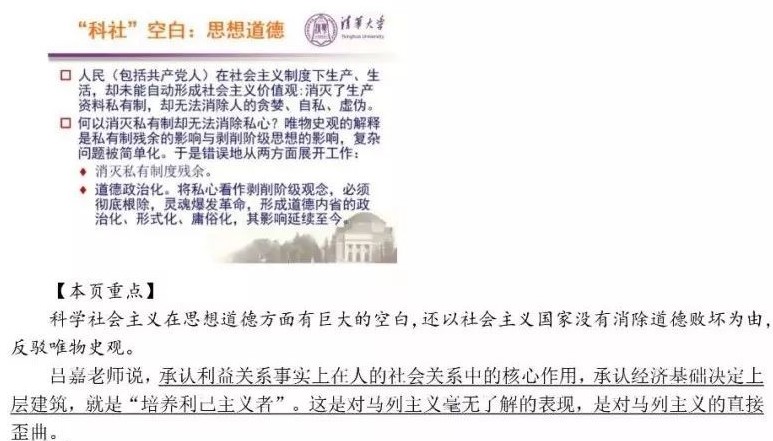 “科社”空白：思想道德
清华大学
Tsinghua University
人民（包括共产党人）在社会主义制度下生产、生
活，却未能自动形成社会主义价值观:消灭了生产
资料私有制，却无法消除人的贪婪、自私、虚伪。
何以消灭私有制却无法消除私心？唯物史观的解释
是私有制残余的影响与剥削阶级思想的影响，复杂
问题被简单化。于是错误地从两方面展开工作：
消灭私有制度残余。
道德政治化。将私心看作剥削阶级观念，必须
彻底根除，灵魂爆发革命，形成道德内省的政
治化、形式化、庸俗化，其影响延续至今。
【本页重点】
科学社会主义在思想道德方面有巨大的空白,还以社会主义国家没有消除道德败坏为由,
反驳唯物史观。
吕嘉老师说，承认利益关系事实上在人的社会关系中的核心作用，承认经济基础决定上
层建筑，就是“培养利己主义者”。这是对马列主义毫无了解的表现，是对马列主义的直接
歪曲。